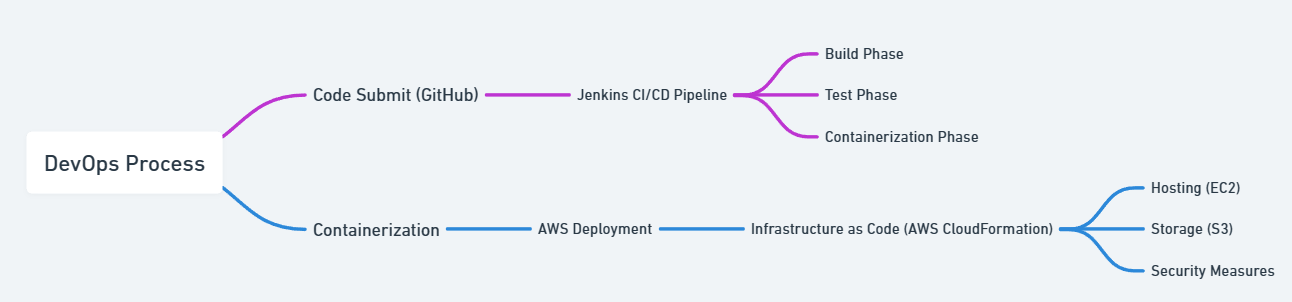 DevOps Process
Code Submit (GitHub)
Jenkins CI/CD Pipeline
Build Phase
Test Phase
Containerization Phase
Containerization
AWS Deployment
Infrastructure as Code (AWS CloudFormation)
Hosting (EC2)
Storage (S3)
Security Measures